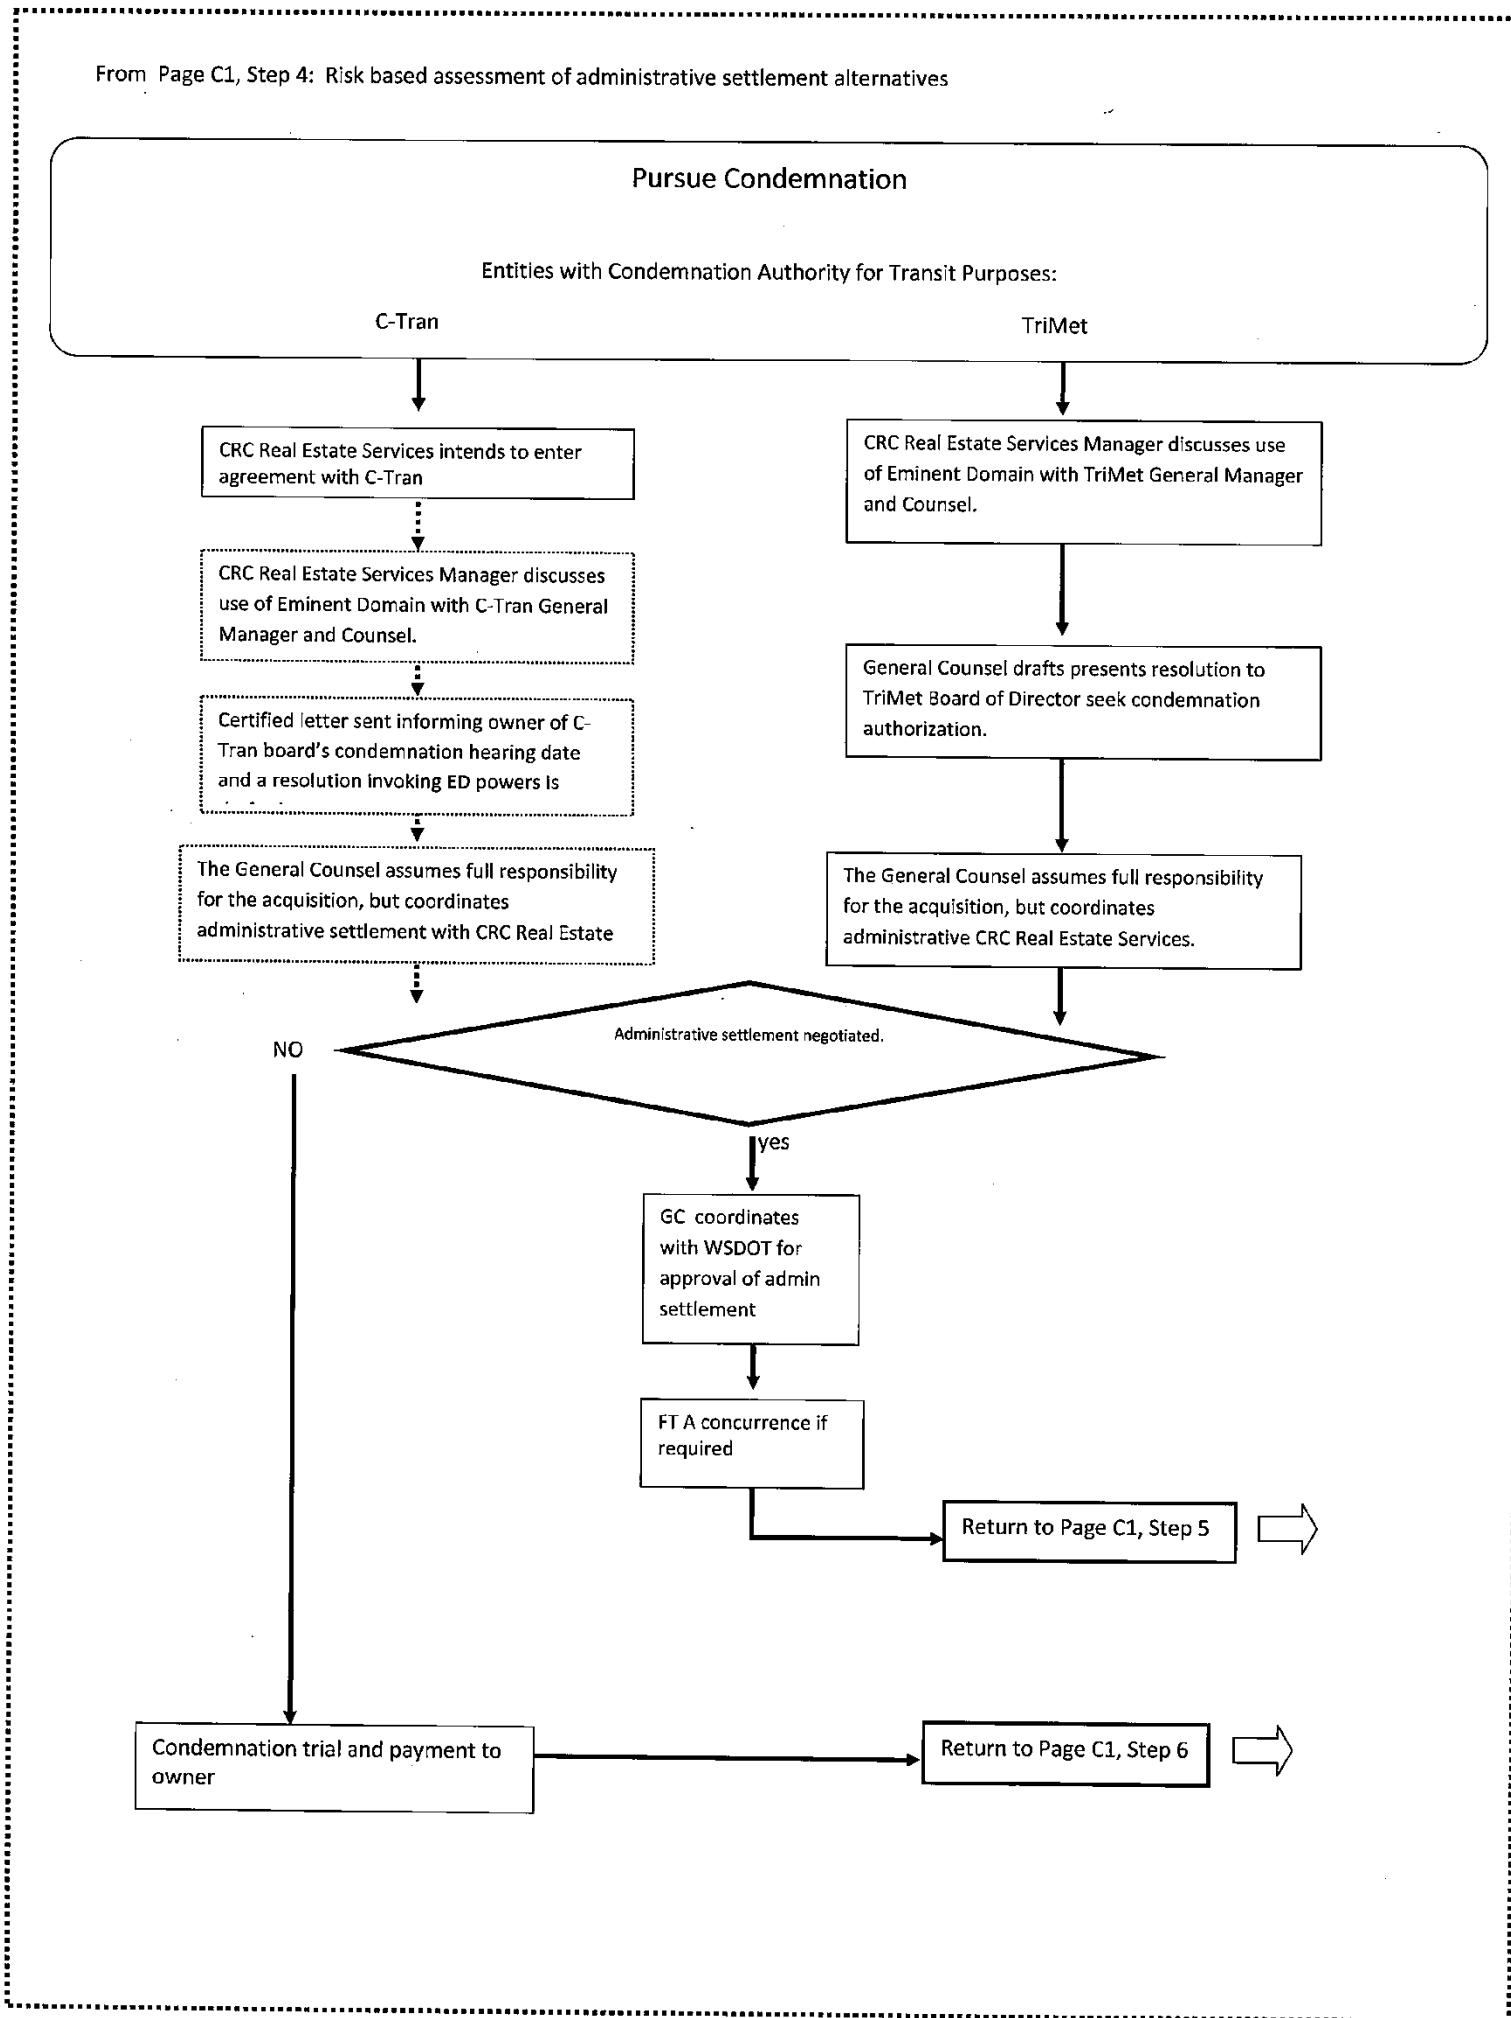 From Page C1, Step 4: Risk based assessment of administrative settlement alternatives
Pursue Condemnation
Entities with Condemnation Authority for Transit Purposes:
C-Tran
TriMet
CRC Real Estate Services intends to enter
agreement with C-Tran
CRC Real Estate Services Manager discusses
use of Eminent Domain with C-Tran General
Manager and Counsel.
Certified letter sent informing owner of C-
Tran board's condemnation hearing date
and a resolution invoking ED powers is
The General Counsel assumes full responsibility
for the acquisition, but coordinates
administrative settlement with CRC Real Estate
CRC Real Estate Services Manager discusses use
of Eminent Domain with TriMet General Manager
and Counsel.
General Counsel drafts presents resolution to
TriMet Board of Director seek condemnation
authorization.
The General Counsel assumes full responsibility
for the acquisition, but coordinates
administrative CRC Real Estate Services.
Administrative settlement negotiated.
NO
yes
GC coordinates
with WSDOT for
approval of admin
settlement
FT A concurrence if
required
Return to Page C1, Step 5
Condemnation trial and payment to
owner
Return to Page C1, Step 6